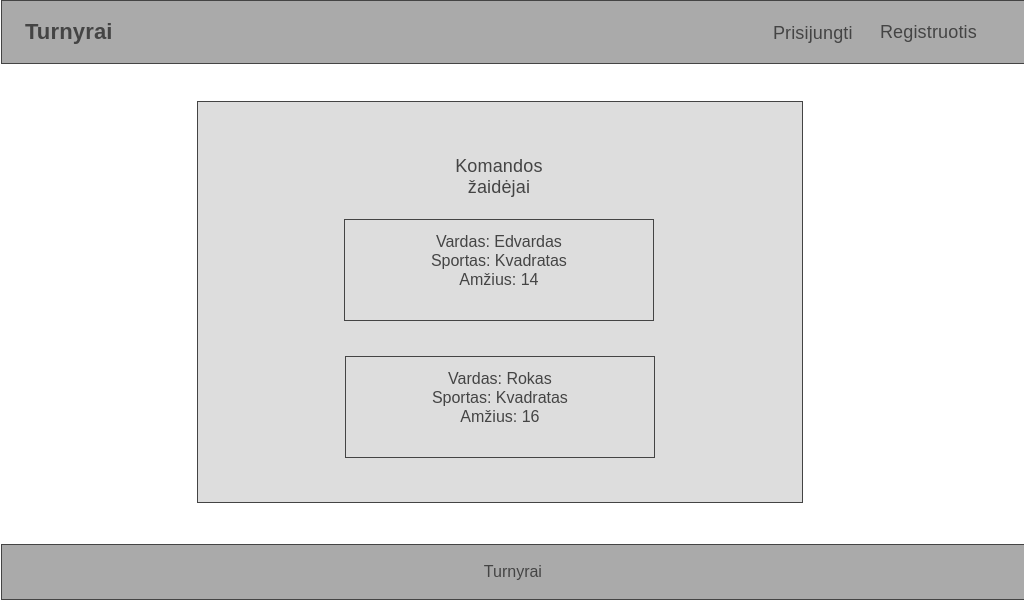 Turnyrai
Prisijungti
Registruotis
Komandos
žaidėjai
Vardas: Edvardas
Sportas: Kvadratas
Amžius: 14
Vardas: Rokas
Sportas: Kvadratas
Amžius: 16
Turnyrai